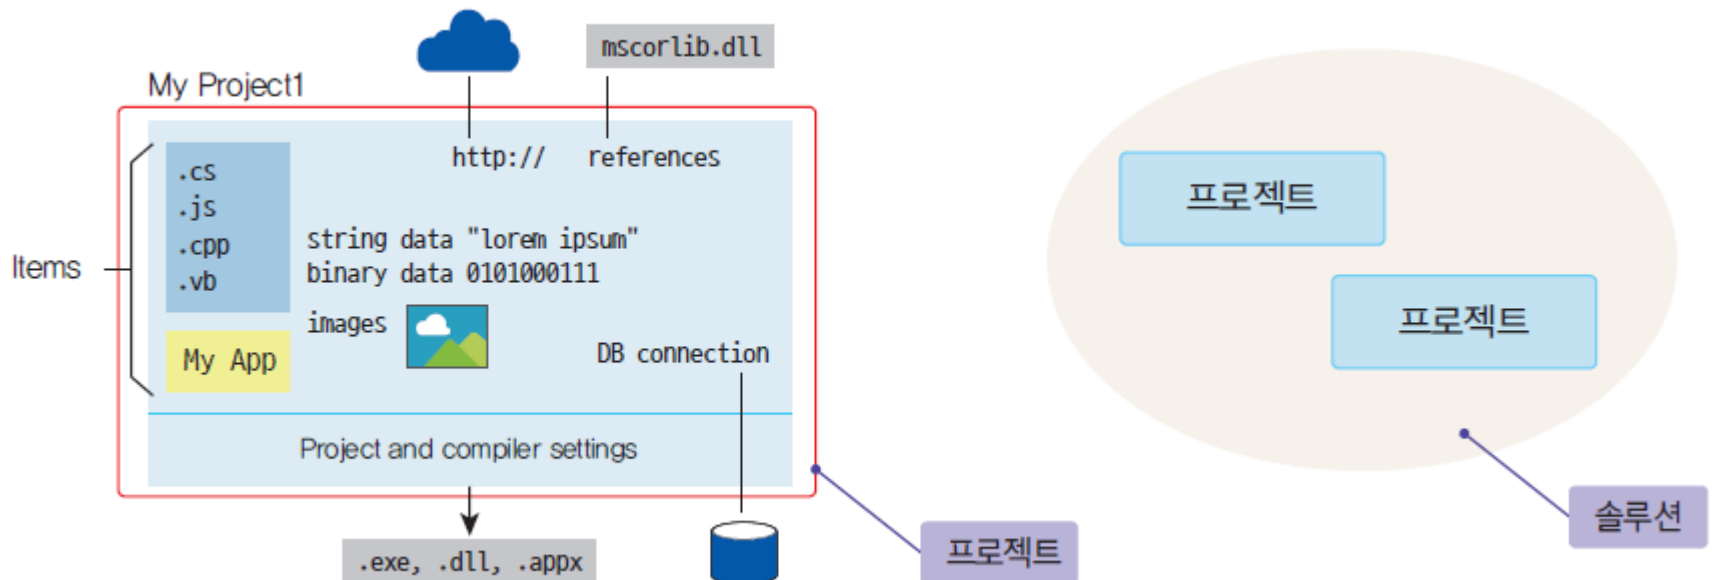 mscorlib.dll
My Project1
http://
references
.cs
.js
.cpp
.vb
Items
string data "lorem ipsum"
binary data 0101000111
images
My App
DB connection
Project and compiler settings
.exe, .dll, .appx
프로젝트
프로젝트
프로젝트
솔루션